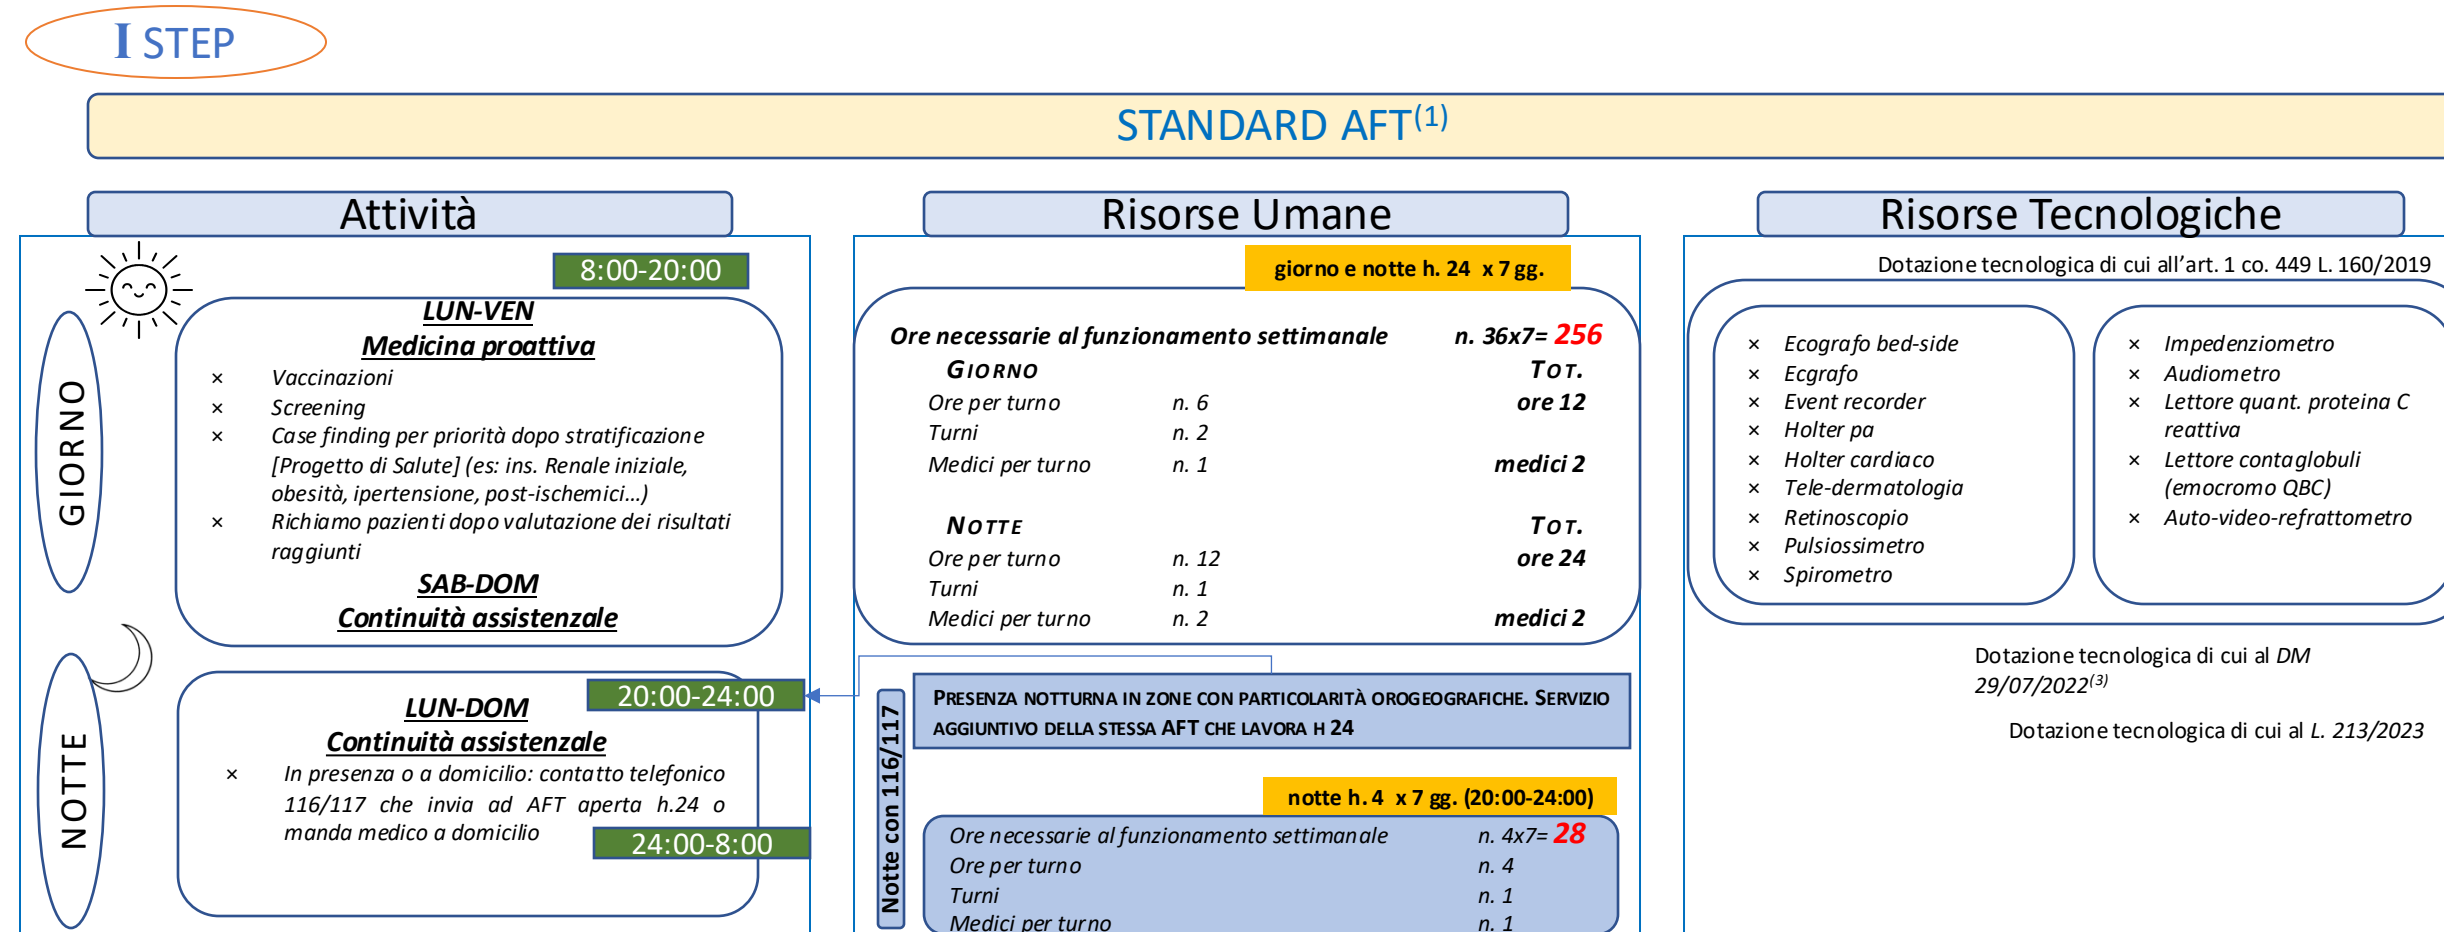 I STEP
STANDARD AFT(1)
Attività
8:00-20:00
GIORNO
LUN-VEN
Medicina proattiva
× Vaccinazioni
× Screening
× Case finding per priorità dopo stratificazione
[Progetto di Salute] (es: ins. Renale iniziale,
obesità, ipertensione, post-ischemici...)
× Richiamo pazienti dopo valutazione dei risultati
raggiunti
SAB-DOM
Continuità assistenziale
NOTTE
20:00-24:00
LUN-DOM
Continuità assistenziale
× In presenza o a domicilio: contatto telefonico
116/117 che invia ad AFT aperta h.24 o
manda medico a domicilio
24:00-8:00
Risorse Umane
giorno e notte h. 24 x 7 gg.
Ore necessarie al funzionamento settimanale n. 36x7= 256
GIORNO TOT.
Ore per turno n. 6 ore 12
Turni n. 2
Medici per turno n. 1 medici 2
NOTTE TOT.
Ore per turno n. 12 ore 24
Turni n. 1
Medici per turno n. 2 medici 2
Notte con 116/117
PRESENZA NOTTURNA IN ZONE CON PARTICOLARITÀ OROGEOGRAFICHE. SERVIZIO
AGGIUNTIVO DELLA STESSA AFT CHE LAVORA H 24
notte h. 4 x 7 gg. (20:00-24:00)
Ore necessarie al funzionamento settimanale n. 4x7= 28
Ore per turno n. 4
Turni n. 1
Medici per turno n. 1
Risorse Tecnologiche
Dotazione tecnologica di cui all'art. 1 co. 449 L. 160/2019
× Ecografo bed-side
× Ecgrafo
× Event recorder
× Holter pa
× Holter cardiaco
× Tele-dermatologia
× Retinoscopio
× Pulsiossimetro
× Spirometro
× Impedenziometro
× Audiometro
× Lettore quant. proteina C
reattiva
× Lettore contaglobuli
(emocromo QBC)
× Auto-video-refrattometro
Dotazione tecnologica di cui al DM
29/07/2022(3)
Dotazione tecnologica di cui al L. 213/2023